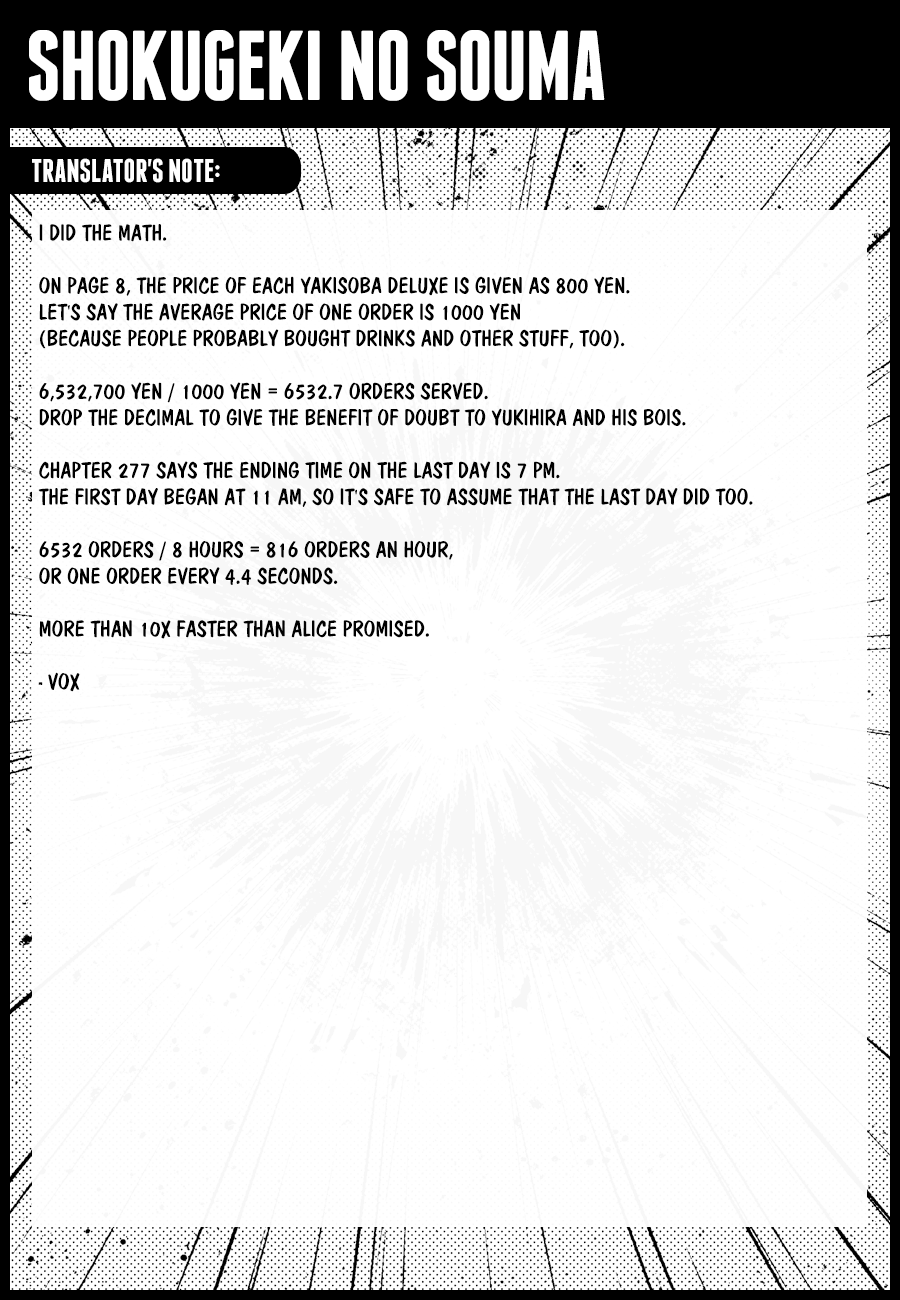 SHOKUGEKI NO SOUMA
TRANSLATOR'S NOTE:
I DID THE MATH.
ON PAGE 8, THE PRICE OF EACH YAKISOBA DELUXE IS GIVEN AS 800 YEN.
LET'S SAY THE AVERAGE PRICE OF ONE ORDER IS 1000 YEN
(BECAUSE PEOPLE PROBABLY BOUGHT DRINKS AND OTHER STUFF, TOO).
6,532,700 YEN / 1000 YEN = 6532.7 ORDERS SERVED.
DROP THE DECIMAL TO GIVE THE BENEFIT OF DOUBT TO YUKIHIRA AND HIS BOIS.
CHAPTER 277 SAYS THE ENDING TIME ON THE LAST DAY IS 7 PM.
THE FIRST DAY BEGAN AT 11 AM, SO IT'S SAFE TO ASSUME THAT THE LAST DAY DID TOO.
6532 ORDERS / 8 HOURS = 816 ORDERS AN HOUR,
OR ONE ORDER EVERY 4.4 SECONDS.
MORE THAN 10X FASTER THAN ALICE PROMISED.
- VOX